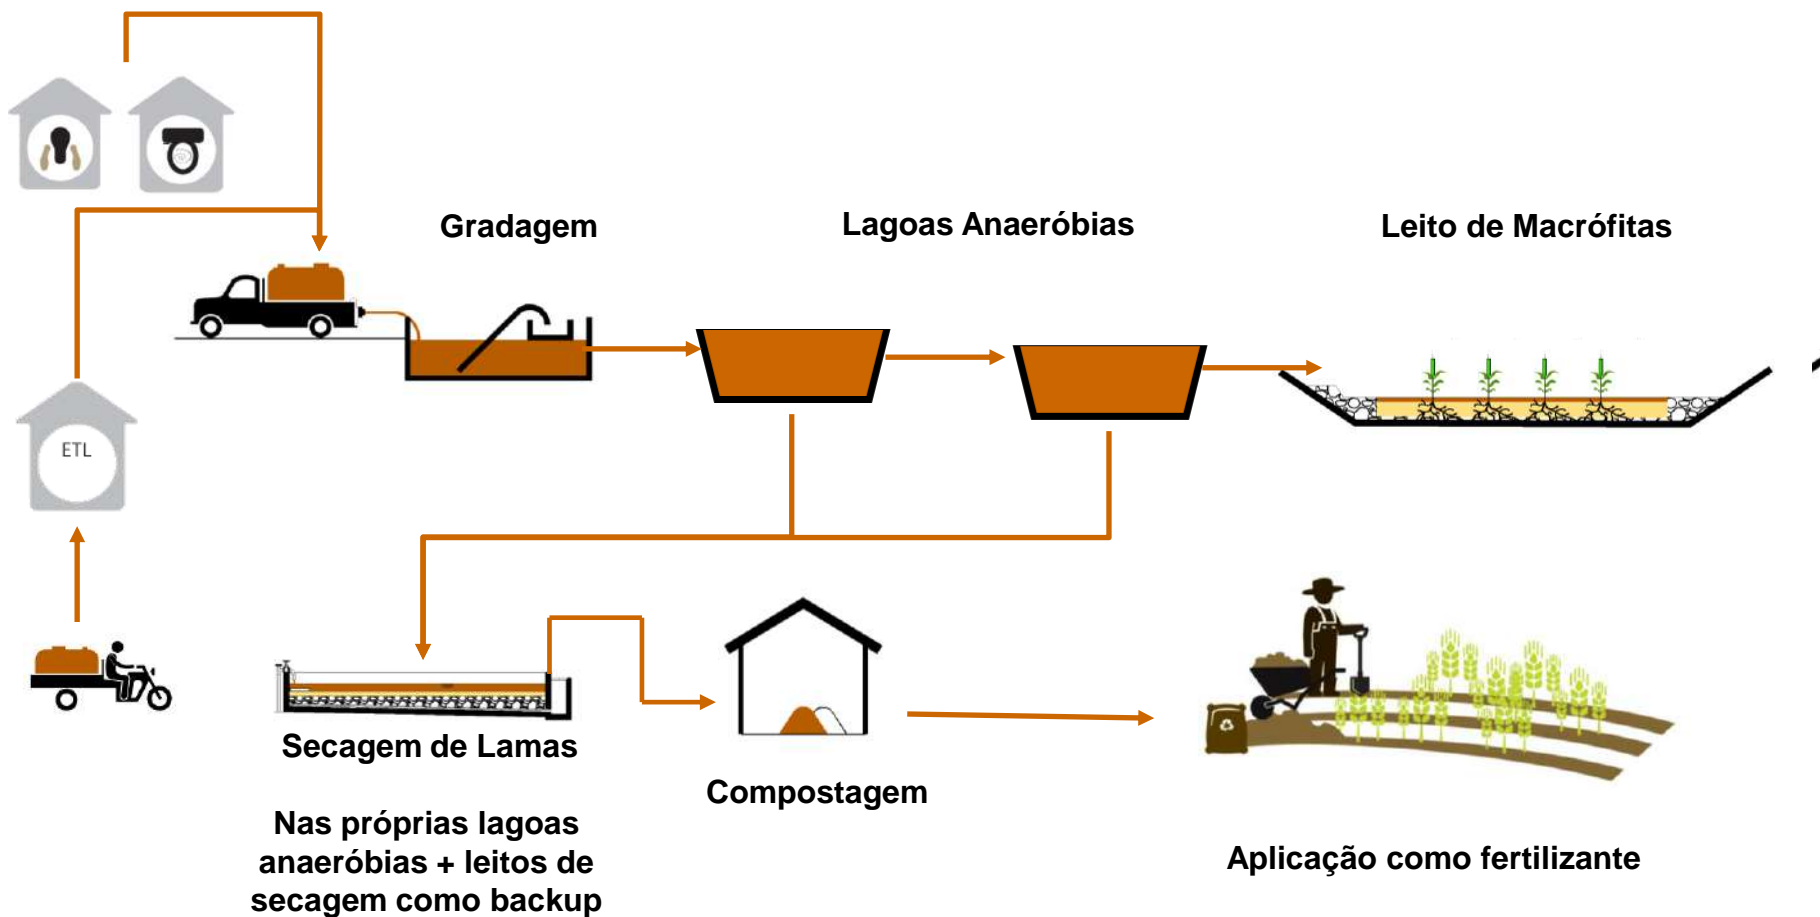 Gradagem
Lagoas Anaeróbias
Leito de Macrófitas
ETL
Secagem de Lamas
Nas próprias lagoas
anaeróbias + leitos de
secagem como backup
Compostagem
Aplicação como fertilizante